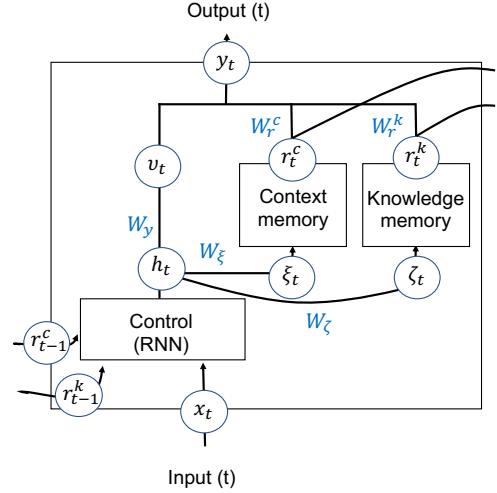 Output (t)
y_t
W_r^c
W_r^k
υ_t
r_t^c
r_t^k
Context
memory
Knowledge
memory
W_y
W_ξ
h_t
ξ_t
ζ_t
W_ζ
Control
(RNN)
r_{t-1}^c
r_{t-1}^k
x_t
Input (t)